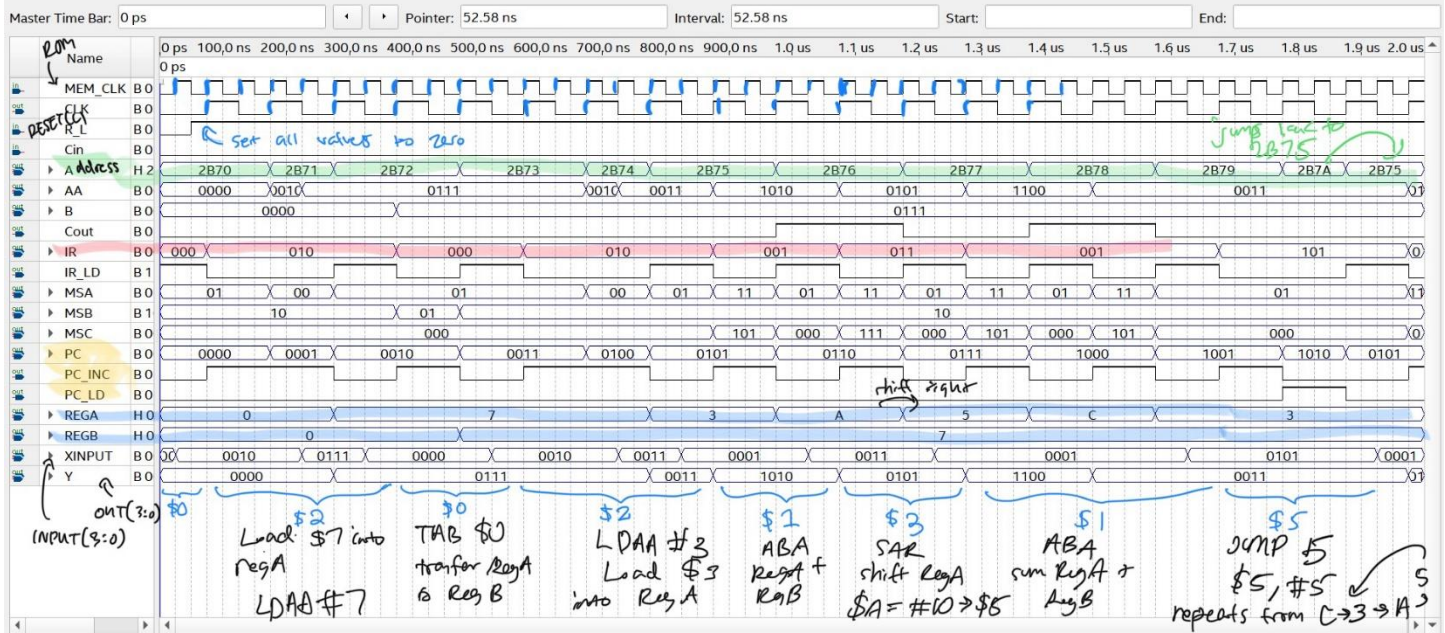 Master Time Bar: 0 ps Pointer: 52.58 ns Interval: 52.58 ns Start: End:
ROM
Name 0 ps 100,0 ns 200,0 ns 300,0 ns 400,0 ns 500,0 ns 600,0 ns 700,0 ns 800,0 ns 900,0 ns 1.0 us 1.1 us 1.2 us 1.3 us 1.4 us 1.5 us 1.6 us 1.7 us 1.8 us 1.9 us 2.0 us
0 ps
MEM_CLK B 0
CLK B 0
RESET
R_L B 0
set all values to zero
Cin B 0
jump back to
2B75
Address H 2 2B70 2B71 2B72 2B73 2B74 2B75 2B76 2B77 2B78 2B79 2B7A 2B75
AA B 0 0000 0010 0111 0010 0011 1010 0101 1100 0011 01
B B 0 0000 0111
Cout B 0
IR B 0 000 010 000 010 001 011 001 101 0
IR_LD B 1
MSA B 0 01 00 01 00 01 11 01 11 01 11 01 11 01 11
MSB B 1 10 01 10
MSC B 0 000 101 000 111 000 101 000 101 000 0
PC B 0 0000 0001 0010 0011 0100 0101 0110 0111 1000 1001 1010 0101
PC_INC B 0
PC_LD B 0
shift right
REGA H 0 0 7 3 A 5 C 3
REGB H 0 0 7
XINPUT B 0 00 0010 0111 0000 0010 0011 0001 0011 0001 0101 0001
Y B 0 0000 0111 0011 1010 0101 1100 0011 01
OUT(3:0)
INPUT(3:0)
$0 $2 $0 $2 $1 $3 $1 $5
Load $7 into
regA
LDAA #7
TAB $0
tranfer RegA
to Reg B
LDAA #3
Load $3
into Reg A
ABA
RegA +
RegB
SAR
shift RegA
$A = #10 → $5
ABA
sum RegA +
RegB
JUMP $5
$5, #5
repeats from C → 3 → A → 5